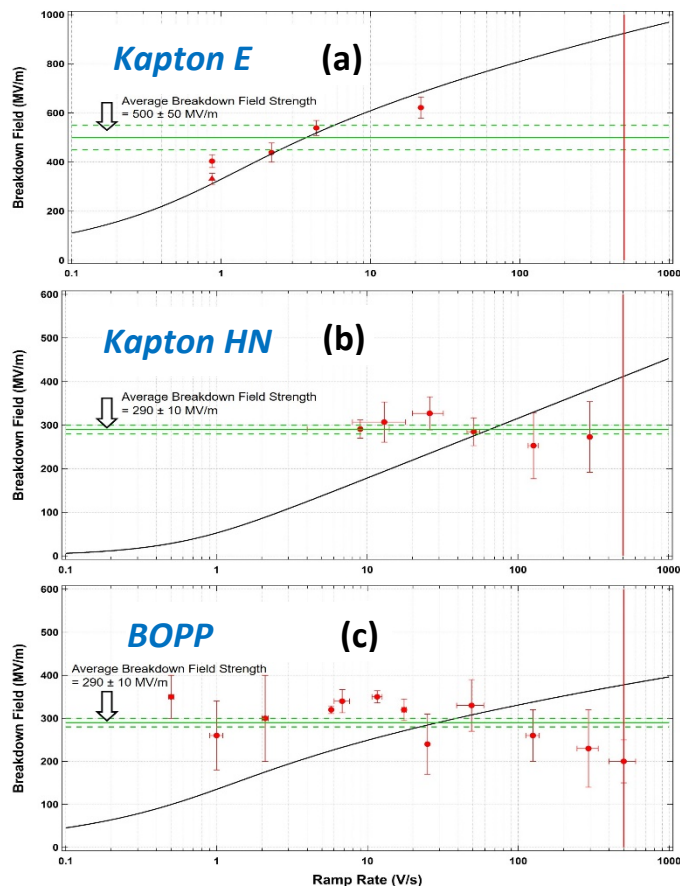 Kapton E (a)
Average Breakdown Field Strength
= 500 ± 50 MV/m
Breakdown Field (MV/m)
1000
800
600
400
200
0
0.1 1 10 100 1000
Kapton HN (b)
Average Breakdown Field Strength
= 290 ± 10 MV/m
Breakdown Field (MV/m)
600
500
400
300
200
100
0
0.1 1 10 100 1000
BOPP (c)
Average Breakdown Field Strength
= 290 ± 10 MV/m
Breakdown Field (MV/m)
600
500
400
300
200
100
0
0.1 1 10 100 1000
Ramp Rate (V/s)